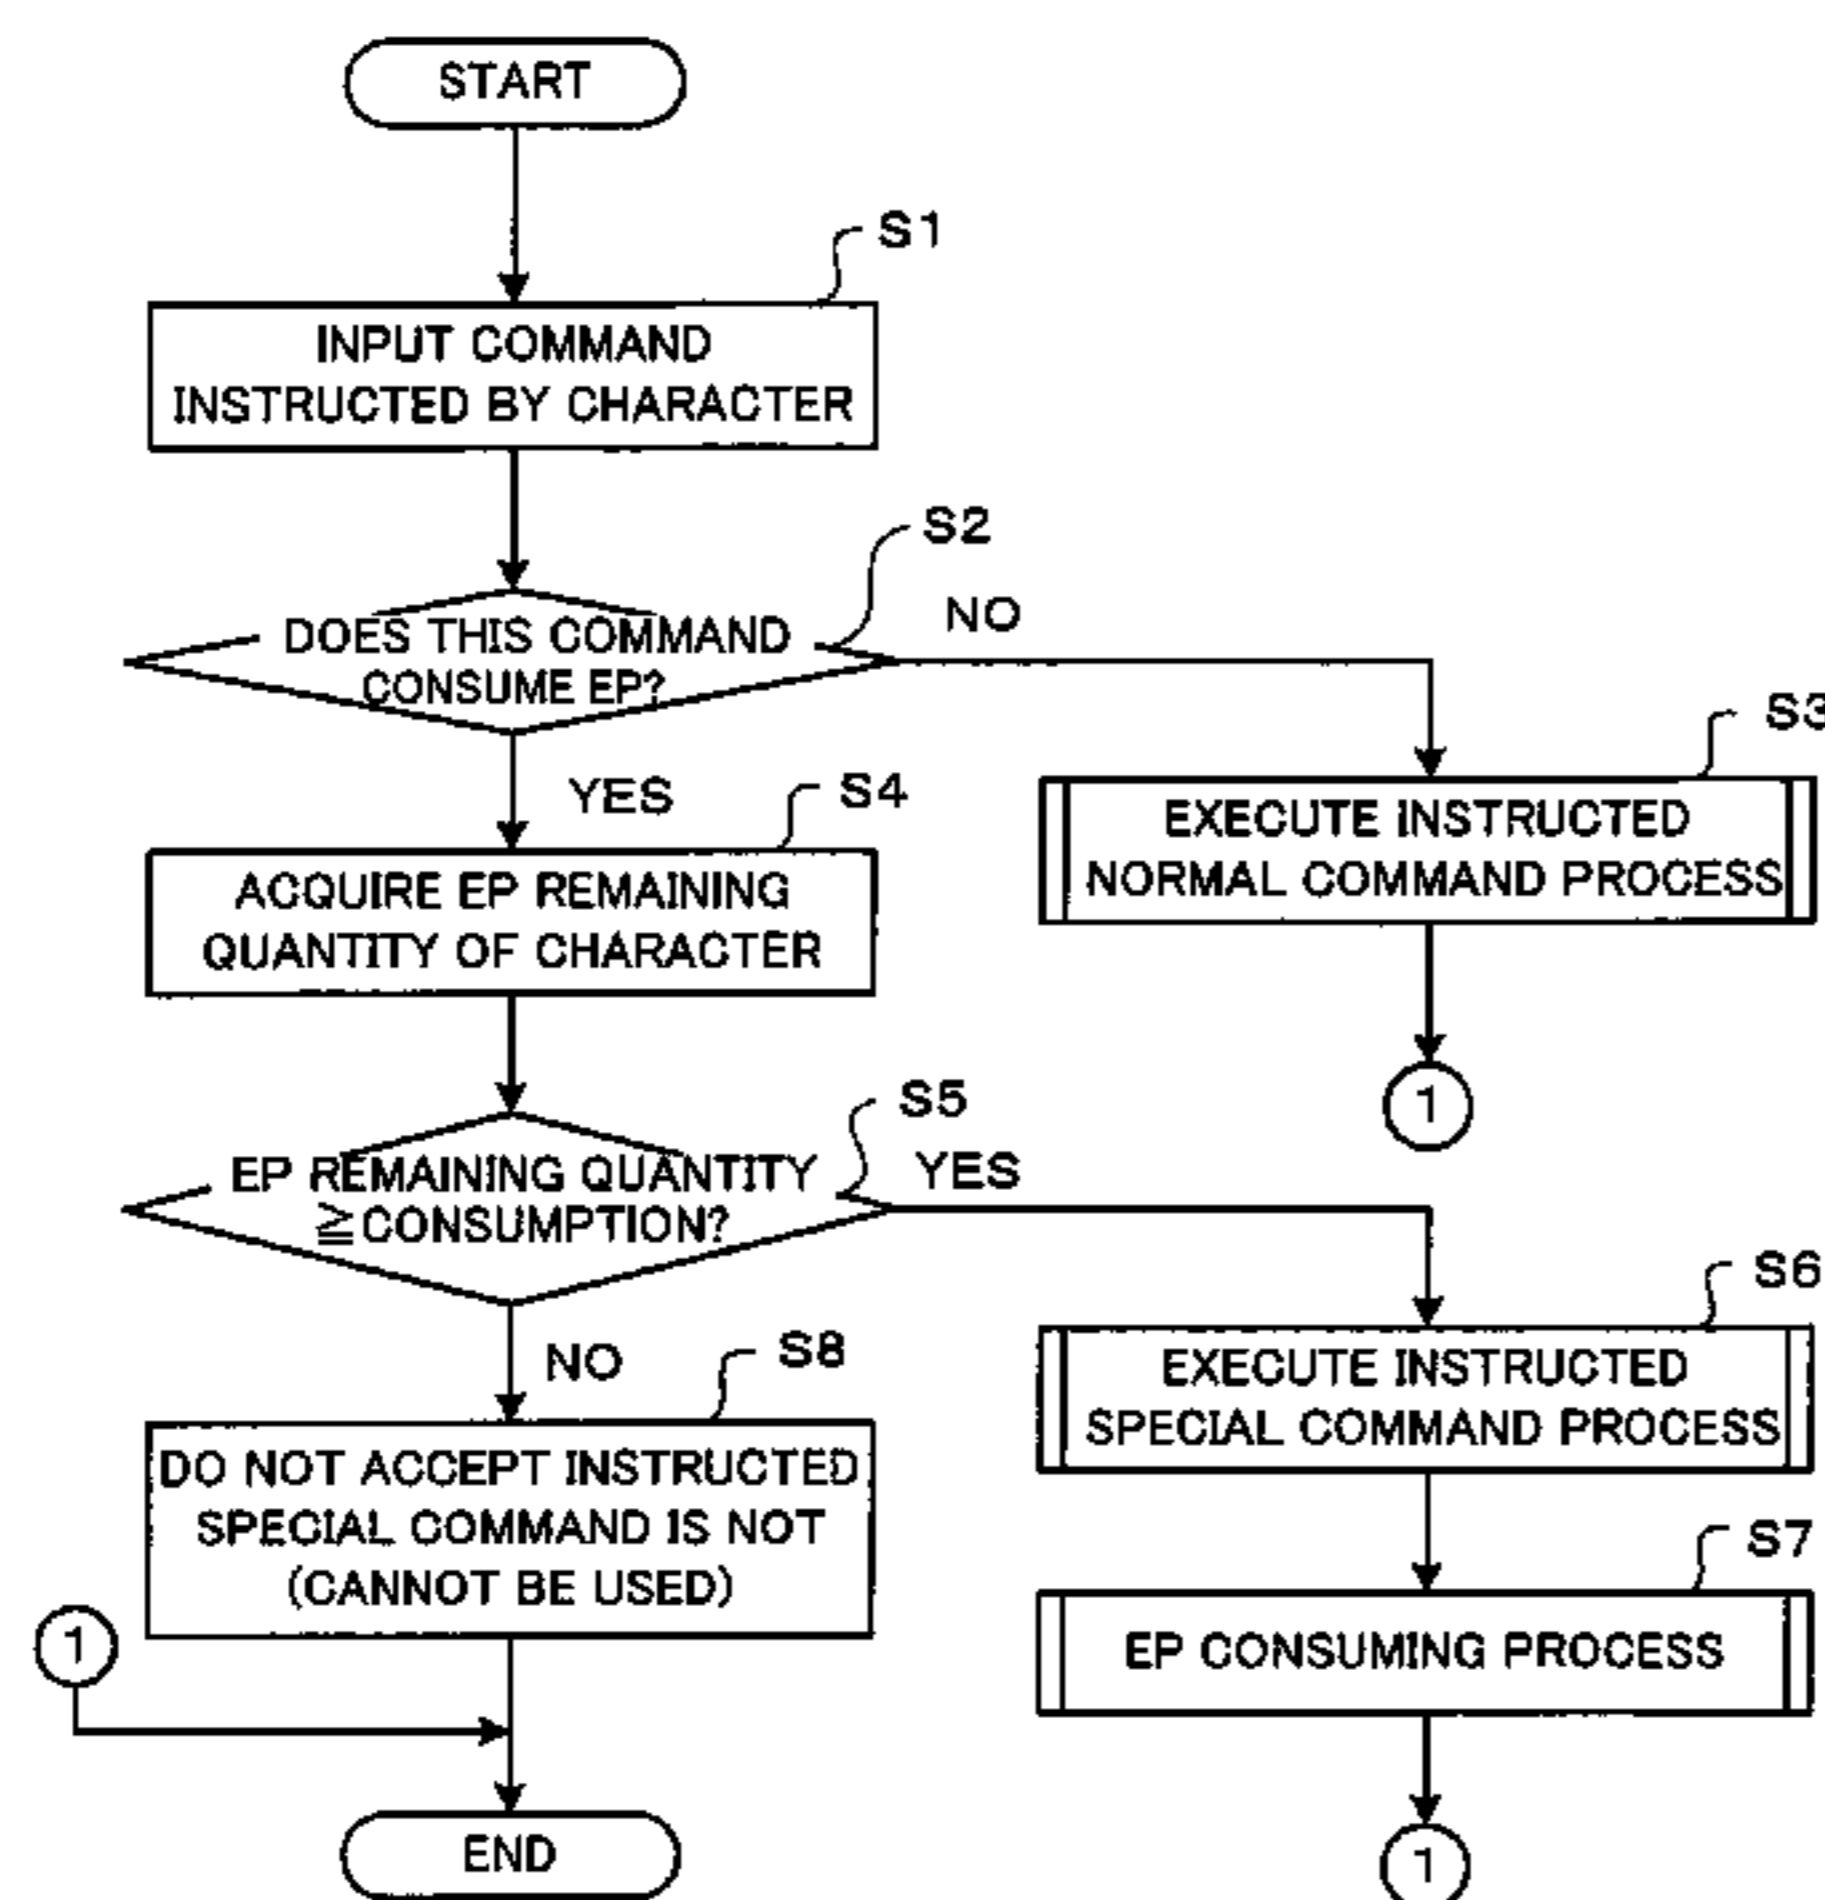 START
S1
INPUT COMMAND
INSTRUCTED BY CHARACTER
S2
DOES THIS COMMAND
CONSUME EP?
NO
YES
S3
EXECUTE INSTRUCTED
NORMAL COMMAND PROCESS
1
S4
ACQUIRE EP REMAINING
QUANTITY OF CHARACTER
S5
EP REMAINING QUANTITY
≧CONSUMPTION?
YES
NO
S6
EXECUTE INSTRUCTED
SPECIAL COMMAND PROCESS
S7
EP CONSUMING PROCESS
1
S8
DO NOT ACCEPT INSTRUCTED
SPECIAL COMMAND IS NOT
(CANNOT BE USED)
1
END